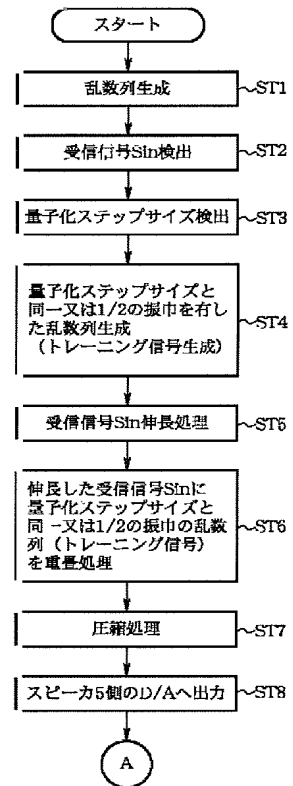 スタート
乱数列生成
ST1
受信信号Sin検出
ST2
量子化ステップサイズ検出
ST3
量子化ステップサイズと
同一又は1/2の振巾を有し
た乱数列生成
(トレーニング信号生成)
ST4
受信信号Sin伸長処理
ST5
伸長した受信信号Sinに
量子化ステップサイズと
同一又は1/2の振巾の乱数
列(トレーニング信号)
を重畳処理
ST6
圧縮処理
ST7
スピーカ5側のD/Aへ出力
ST8
A